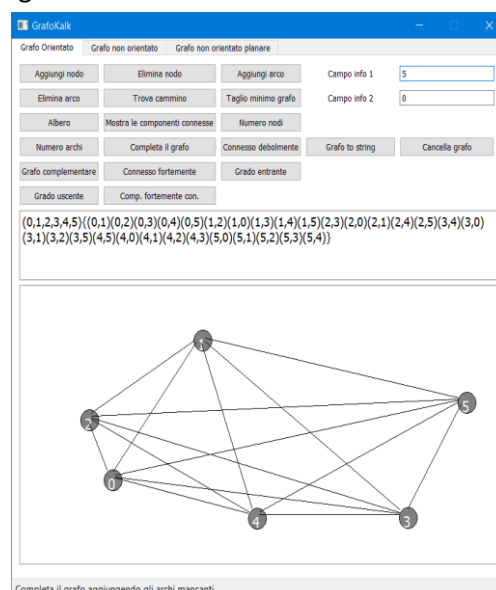 GrafoKalk
Grafo Orientato Grafo non orientato Grafo non orientato planare
Aggiungi nodo Elimina nodo Aggiungi arco Campo info 1 5
Elimina arco Trova cammino Taglio minimo grafo Campo info 2 0
Albero Mostra le componenti connesse Numero nodi
Numero archi Completa il grafo Connesso debolmente Grafo to string Cancella grafo
Grafo complementare Connesso fortemente Grado entrante
Grado uscente Comp. fortemente con.
(0,1,2,3,4,5}{(0,1)(0,2)(0,3)(0,4)(0,5)(1,2)(1,0)(1,3)(1,4)(1,5)(2,3)(2,0)(2,1)(2,4)(2,5)(3,4)(3,0)
(3,1)(3,2)(3,5)(4,5)(4,0)(4,1)(4,2)(4,3)(5,0)(5,1)(5,2)(5,3)(5,4)}
1
5
2
0
4
3
Completa il grafo aggiungendo gli archi mancanti